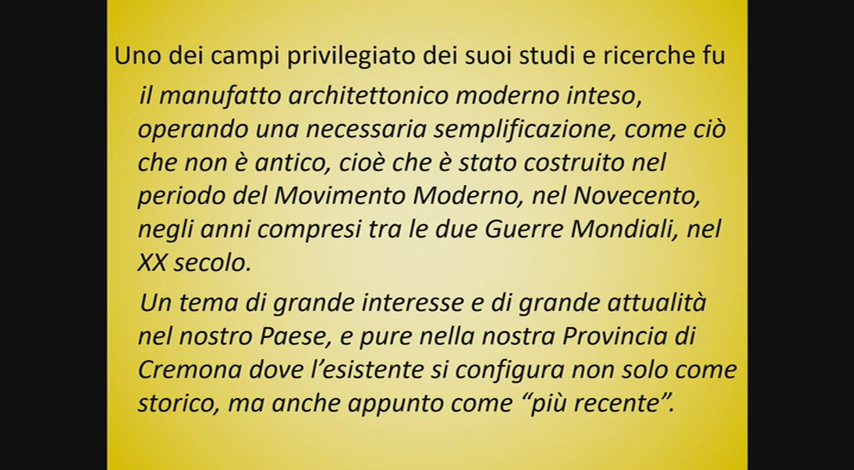 Uno dei campi privilegiato dei suoi studi e ricerche fu
il manufatto architettonico moderno inteso,
operando una necessaria semplificazione, come ciò
che non è antico, cioè che è stato costruito nel
periodo del Movimento Moderno, nel Novecento,
negli anni compresi tra le due Guerre Mondiali, nel
XX secolo.
Un tema di grande interesse e di grande attualità
nel nostro Paese, e pure nella nostra Provincia di
Cremona dove l’esistente si configura non solo come
storico, ma anche appunto come “più recente”.